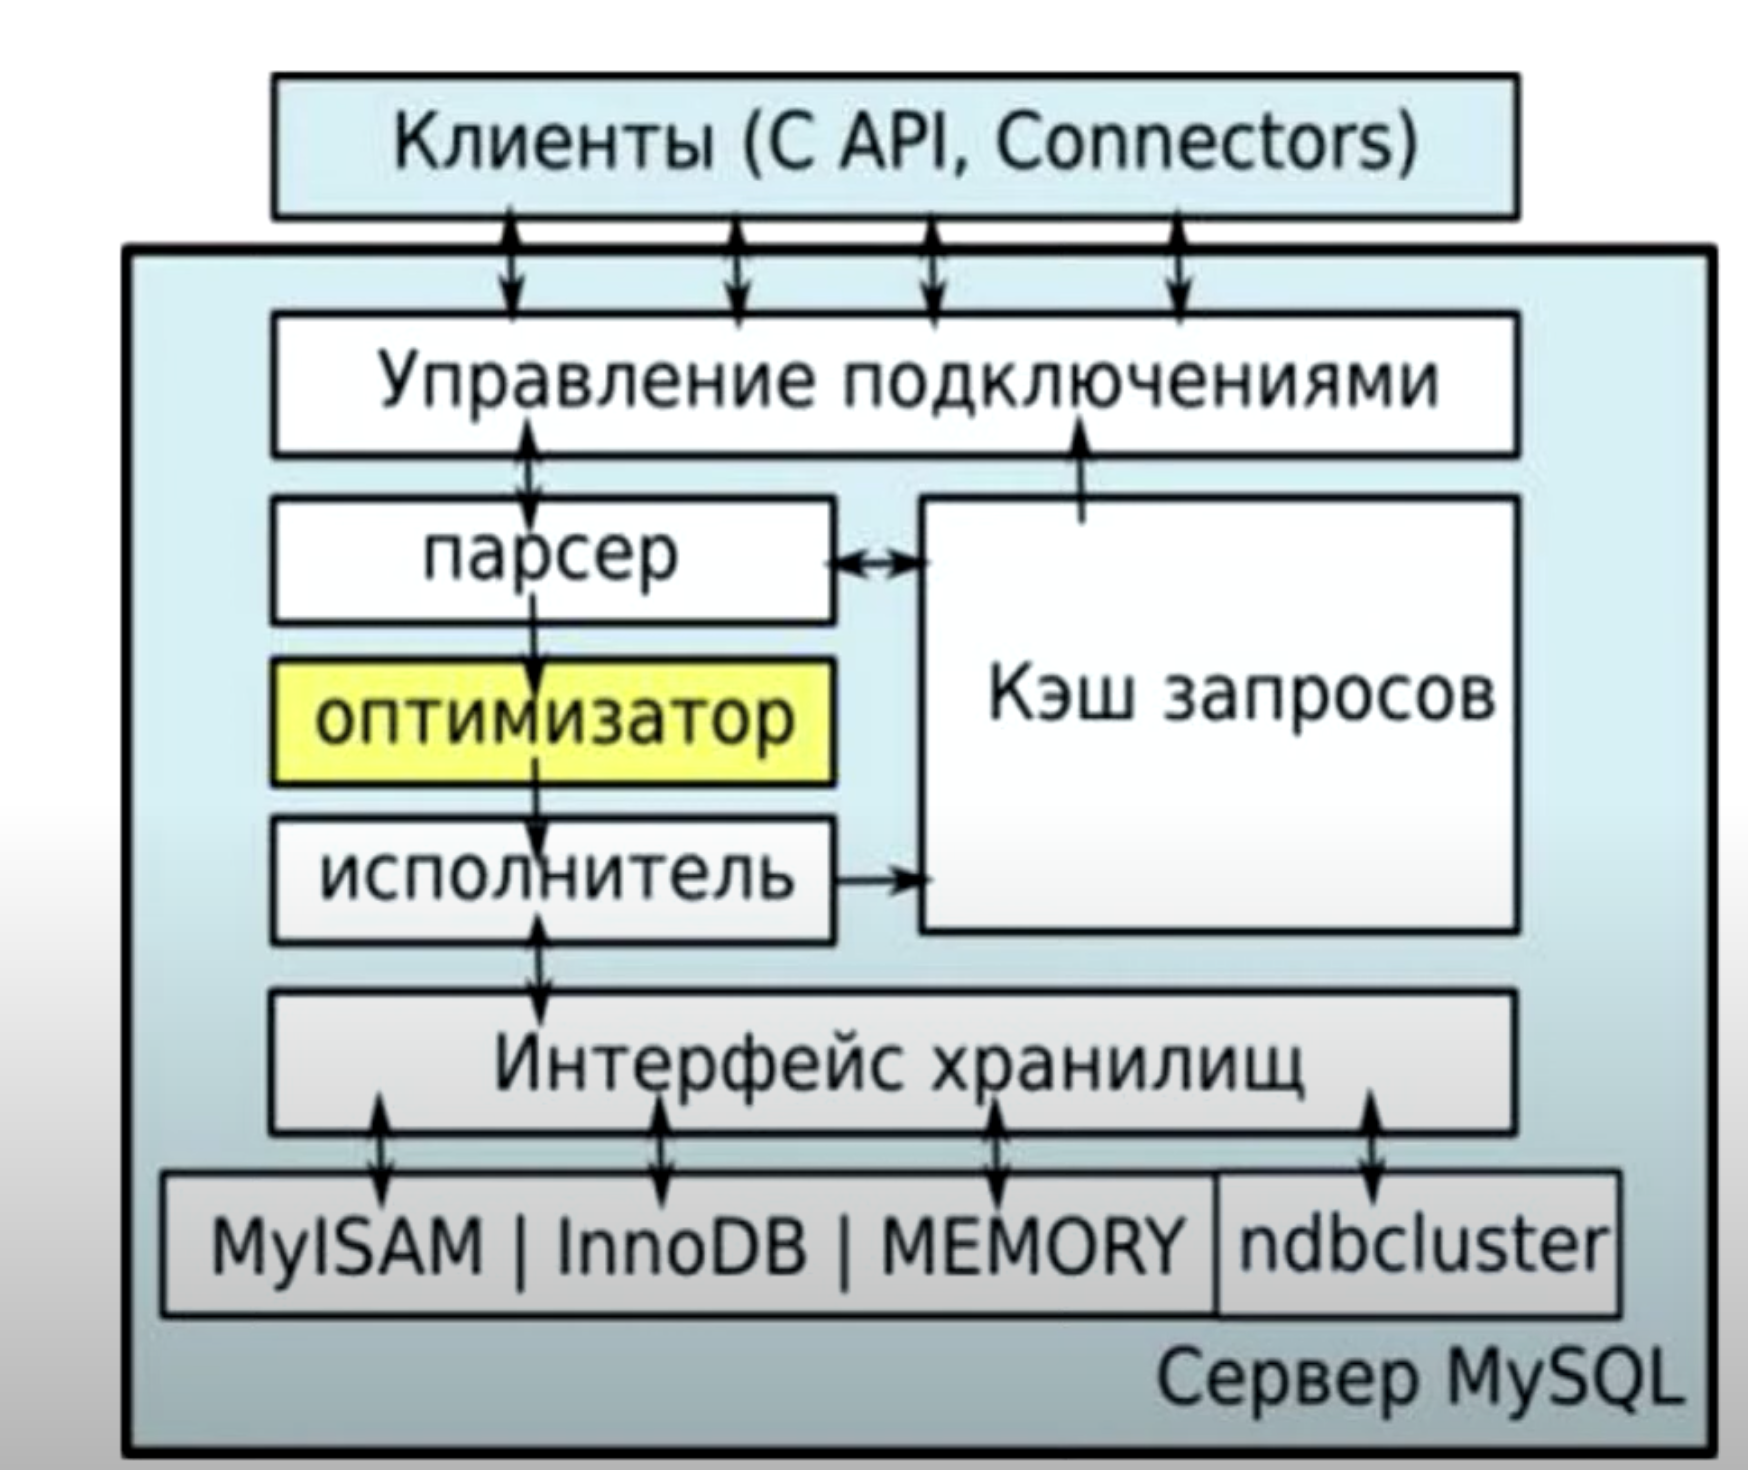 Клиенты (C API, Connectors)
Управление подключениями
парсер
Кэш запросов
оптимизатор
исполнитель
Интерфейс хранилищ
MyISAM | InnoDB | MEMORY
ndbcluster
Сервер MySQL